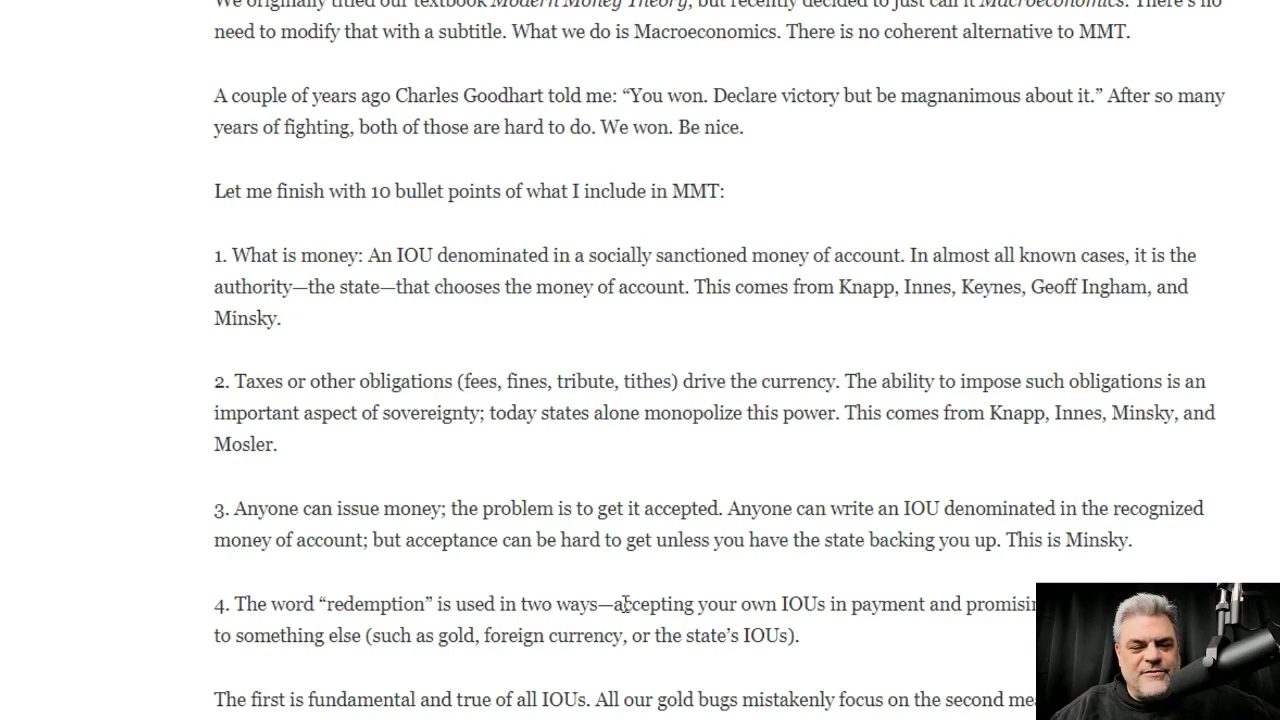 We originally titled our textbook Modern Money Theory, but recently decided to just call it Macroeconomics. There's no
need to modify that with a subtitle. What we do is Macroeconomics. There is no coherent alternative to MMT.
A couple of years ago Charles Goodhart told me: “You won. Declare victory but be magnanimous about it.” After so many
years of fighting, both of those are hard to do. We won. Be nice.
Let me finish with 10 bullet points of what I include in MMT:
1. What is money: An IOU denominated in a socially sanctioned money of account. In almost all known cases, it is the
authority—the state—that chooses the money of account. This comes from Knapp, Innes, Keynes, Geoff Ingham, and
Minsky.
2. Taxes or other obligations (fees, fines, tribute, tithes) drive the currency. The ability to impose such obligations is an
important aspect of sovereignty; today states alone monopolize this power. This comes from Knapp, Innes, Minsky, and
Mosler.
3. Anyone can issue money; the problem is to get it accepted. Anyone can write an IOU denominated in the recognized
money of account; but acceptance can be hard to get unless you have the state backing you up. This is Minsky.
4. The word “redemption” is used in two ways—accepting your own IOUs in payment and
to something else (such as gold, foreign currency, or the state’s IOUs).
The first is fundamental and true of all IOUs. All our gold bugs mistakenly focus on the second